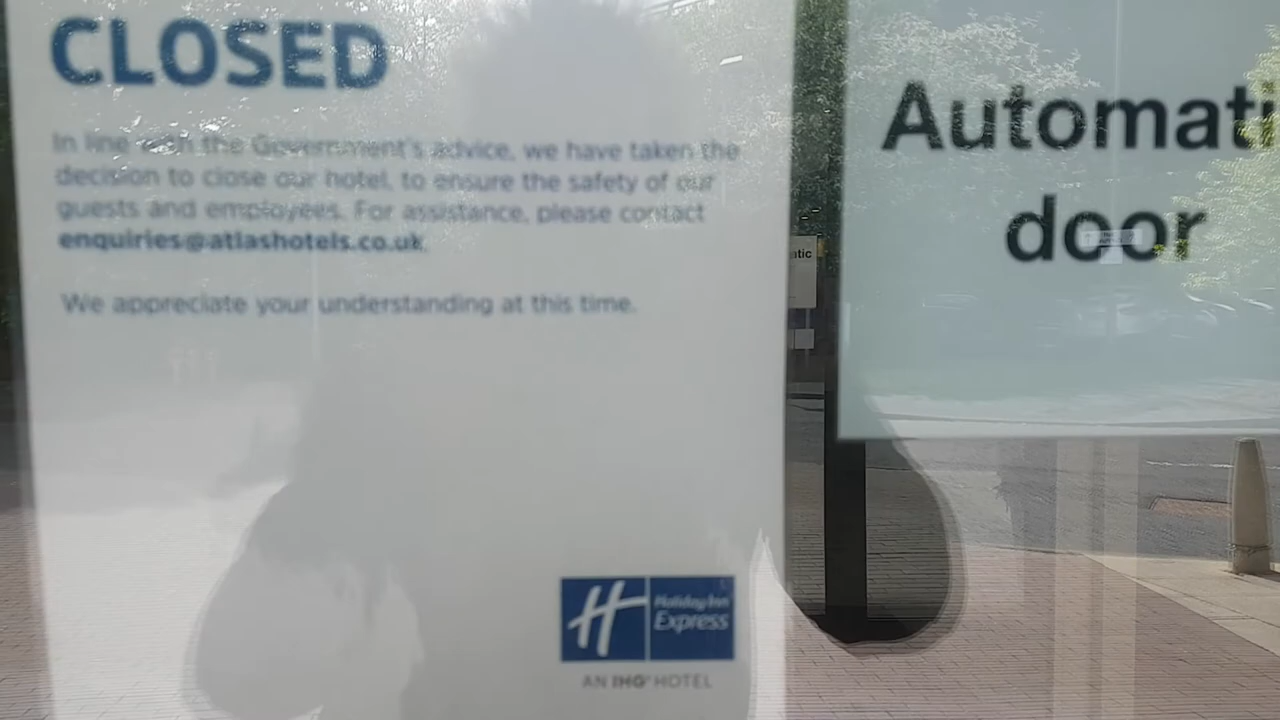 CLOSED
In line with the Government's advice, we have taken the
decision to close our hotel, to ensure the safety of our
guests and employees. For assistance, please contact
enquiries@atlashotels.co.uk.
We appreciate your understanding at this time.
H Holiday Inn
Express
AN IHG® HOTEL
Automati
door
atic